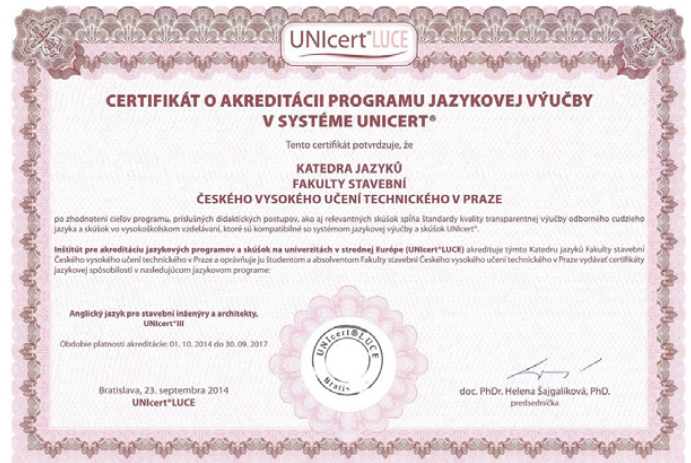 UNIcert®LUCE
CERTIFIKÁT O AKREDITÁCII PROGRAMU JAZYKOVEJ VÝUČBY
V SYSTÉME UNICERT®
Tento certifikát potvrdzuje, že
KATEDRA JAZYKŮ
FAKULTY STAVEBNÍ
ČESKÉHO VYSOKÉHO UČENÍ TECHNICKÉHO V PRAZE
po zhodnotení cieľov programu, príslušných didaktických postupov, ako aj relevantných skúšok spĺňa štandardy kvality transparentnej výučby odborného cudzieho
jazyka a skúšok vo vysokoškolskom vzdelávaní, ktoré sú kompatibilné so systémom jazykovej výučby a skúšok UNIcert®.
Inštitút pre akreditáciu jazykových programov a skúšok na univerzitách v strednej Európe (UNIcert®LUCE) akredituje týmto Katedru jazyků Fakulty stavební
Českého vysokého učení technického v Praze a oprávňuje ju študentom a absolventom Fakulty stavební Českého vysokého učení technického v Praze vydávať certifikáty
jazykovej spôsobilosti v nasledujúcom jazykovom programe:
Anglický jazyk pro stavební inženýry a architekty,
UNIcert®III
Obdobie platnosti akreditácie: 01. 10. 2014 do 30. 09. 2017
UNIcert®LUCE
Bratis
Bratislava, 23. septembra 2014
UNIcert®LUCE
doc. PhDr. Helena Šajgalíková, PhD.
predsedníčka